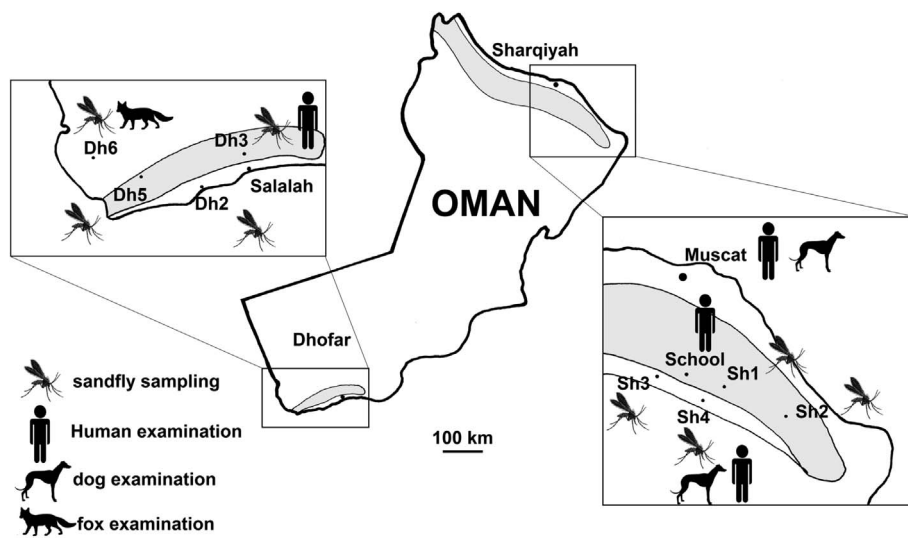 Sharqiyah
Dh6
Dh3
Dh5
Dh2
Salalah
OMAN
Muscat
School
Sh1
Sh3
Sh2
Sh4
Dhofar
sandfly sampling
Human examination
dog examination
fox examination
100 km